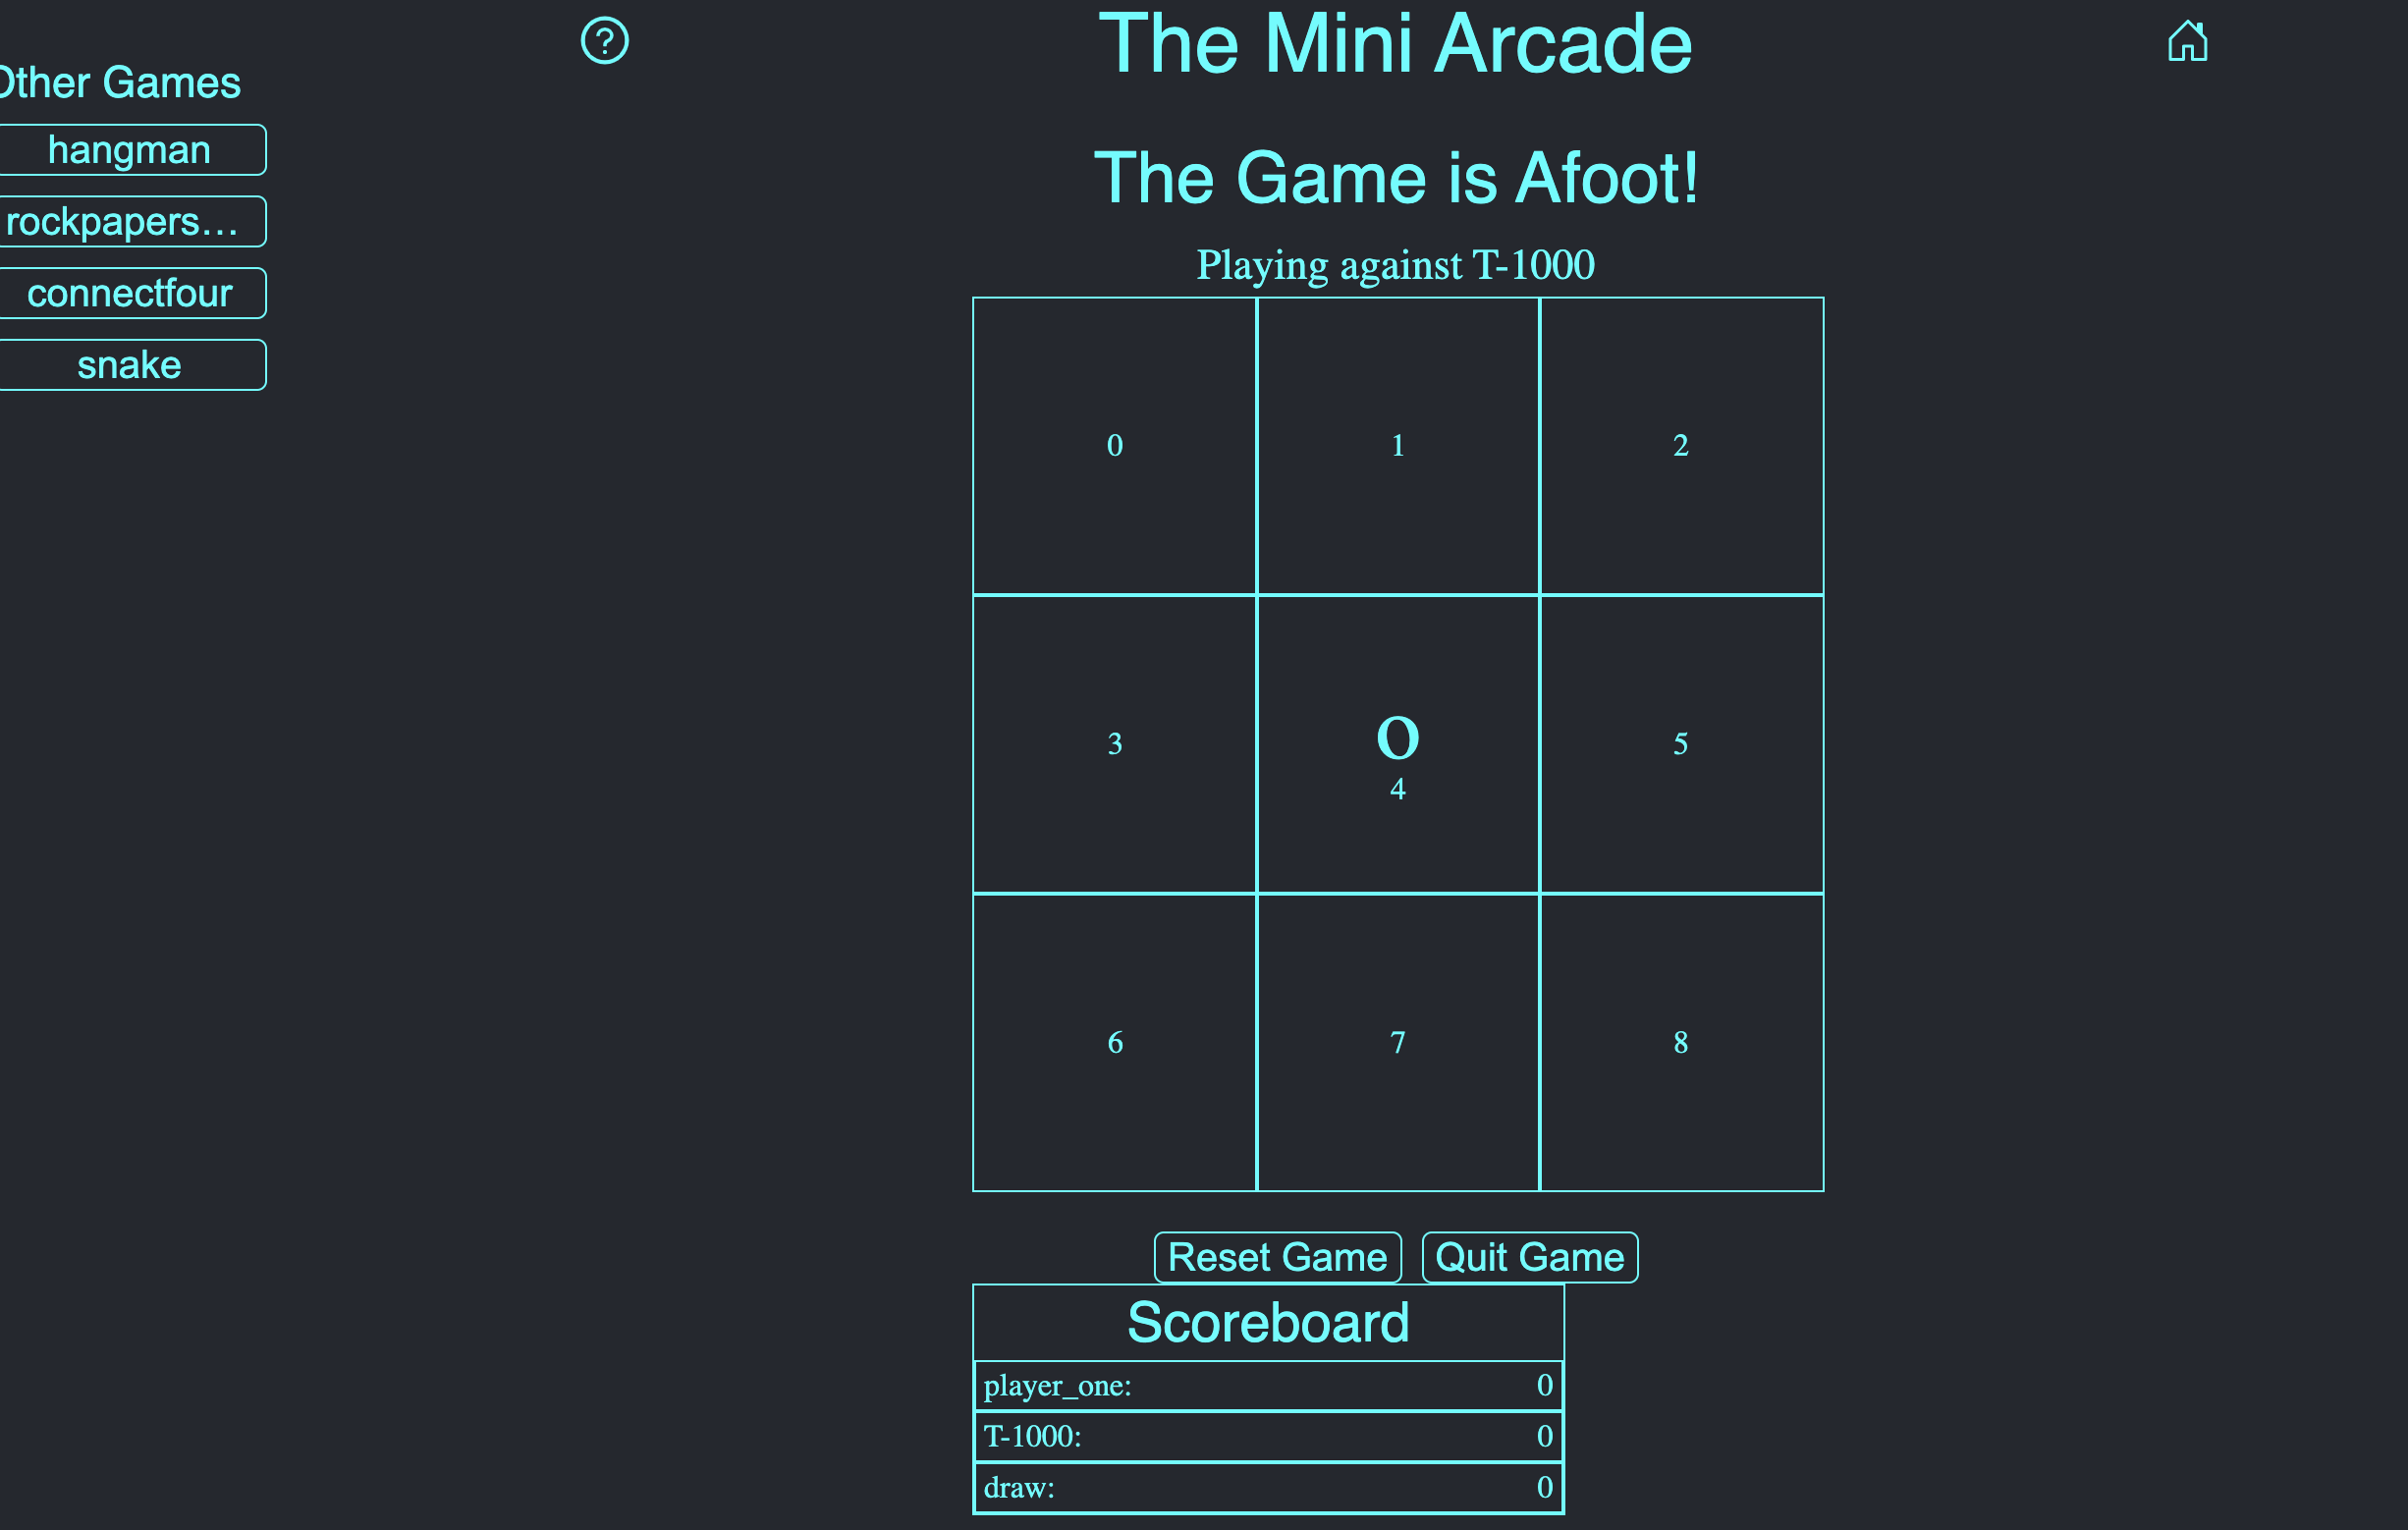 The Mini Arcade
Other Games
hangman
rockpapers...
connectfour
snake
The Game is Afoot!
Playing against T-1000
0 1 2
3 O 5
4
6 7 8
Reset Game Quit Game
Scoreboard
player_one: 0
T-1000: 0
draw: 0